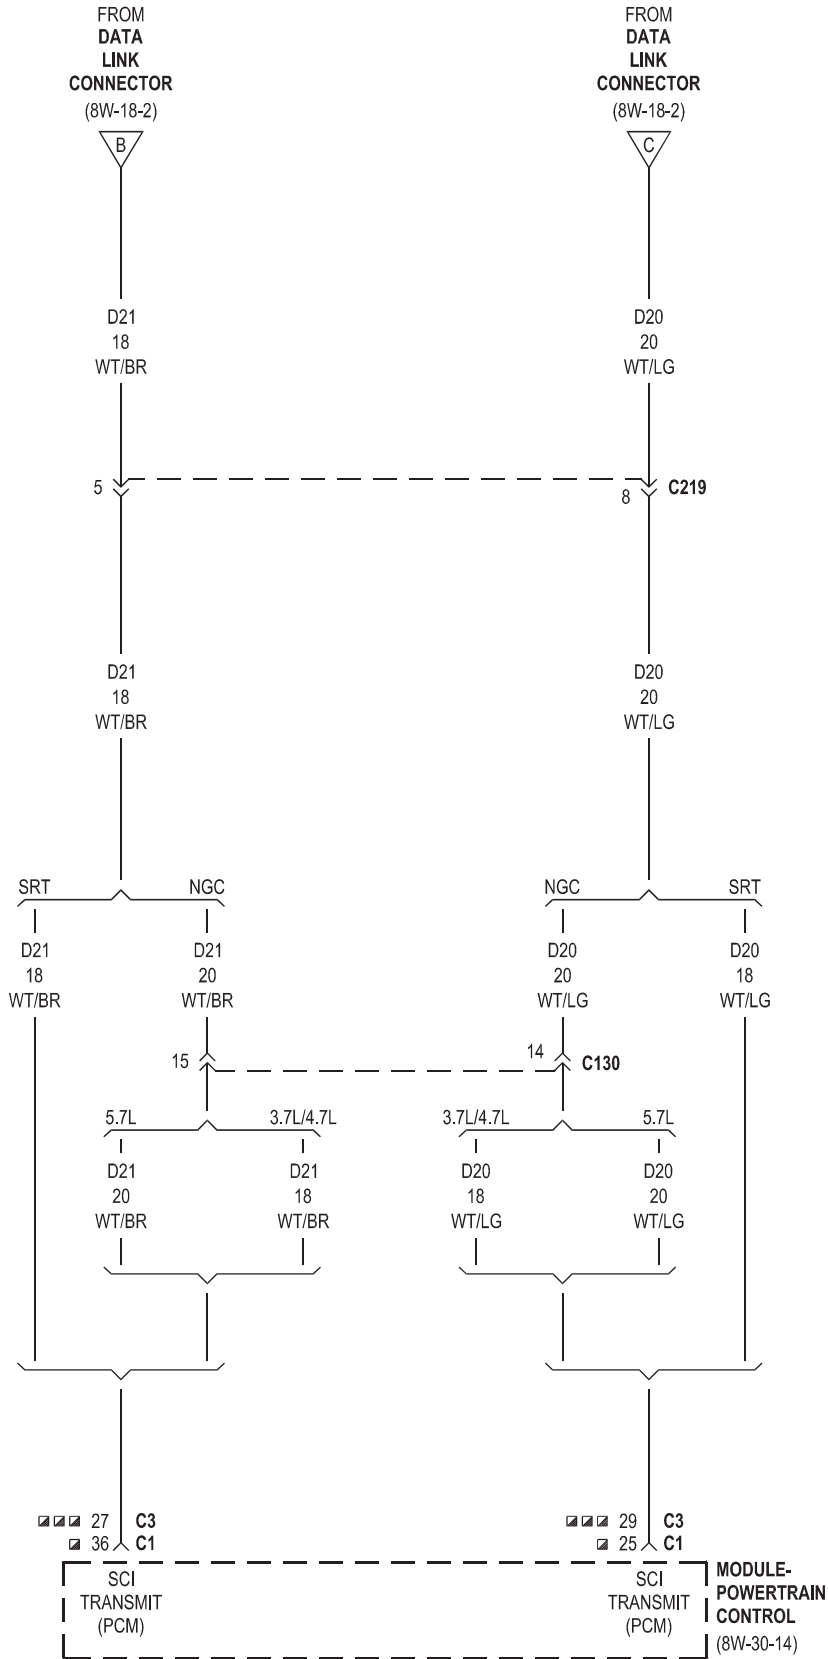 FROM
DATA
LINK
CONNECTOR
(8W-18-2)
B
FROM
DATA
LINK
CONNECTOR
(8W-18-2)
C
D21
18
WT/BR
D20
20
WT/LG
5
8
C219
D21
18
WT/BR
D20
20
WT/LG
SRT
NGC
NGC
SRT
D21
18
WT/BR
D21
20
WT/BR
D20
20
WT/LG
D20
18
WT/LG
15
14
C130
5.7L
3.7L/4.7L
3.7L/4.7L
5.7L
D21
20
WT/BR
D21
18
WT/BR
D20
18
WT/LG
D20
20
WT/LG
27 C3
36 C1
29 C3
25 C1
SCI
TRANSMIT
(PCM)
SCI
TRANSMIT
(PCM)
MODULE-
POWERTRAIN
CONTROL
(8W-30-14)